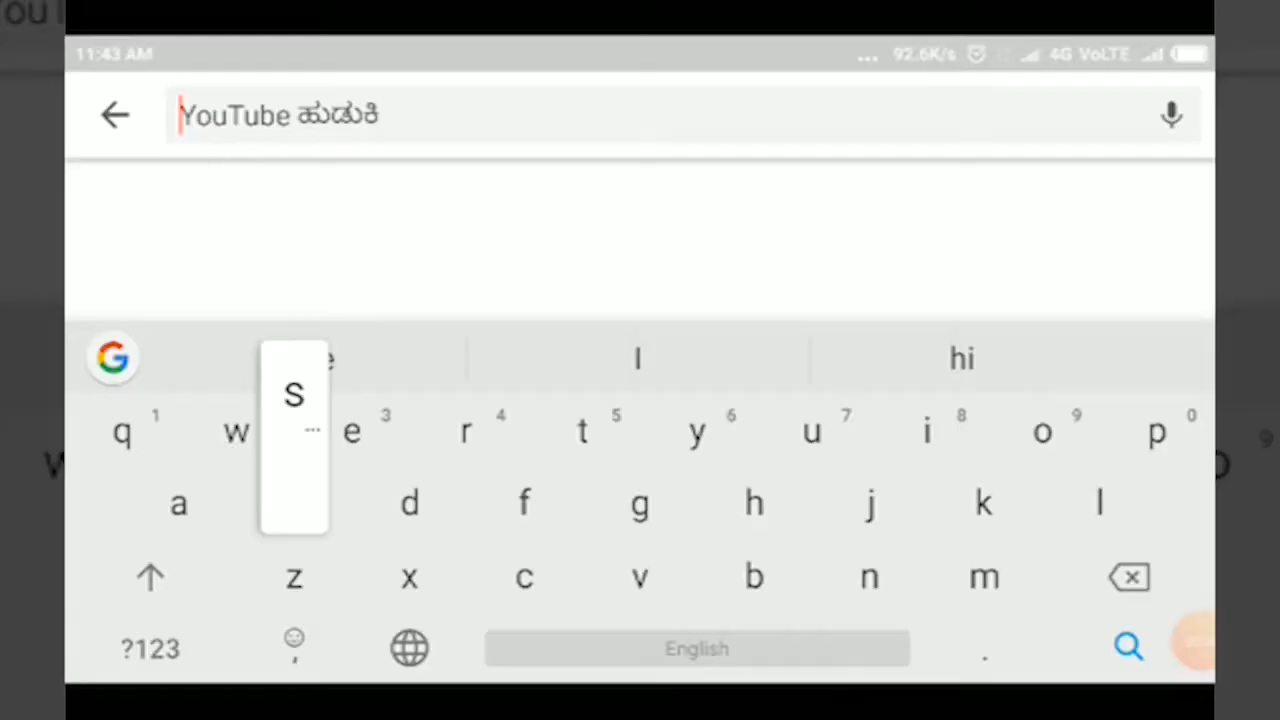 11:43 AM ... 92.6K/s 4G VoLTE
YouTube ಹುಡುಕಿ
I hi
S
q 1 w e 3 r 4 t 5 y 6 u 7 i 8 o 9 p 0
a d f g h j k l
z x c v b n m
?123 , English .